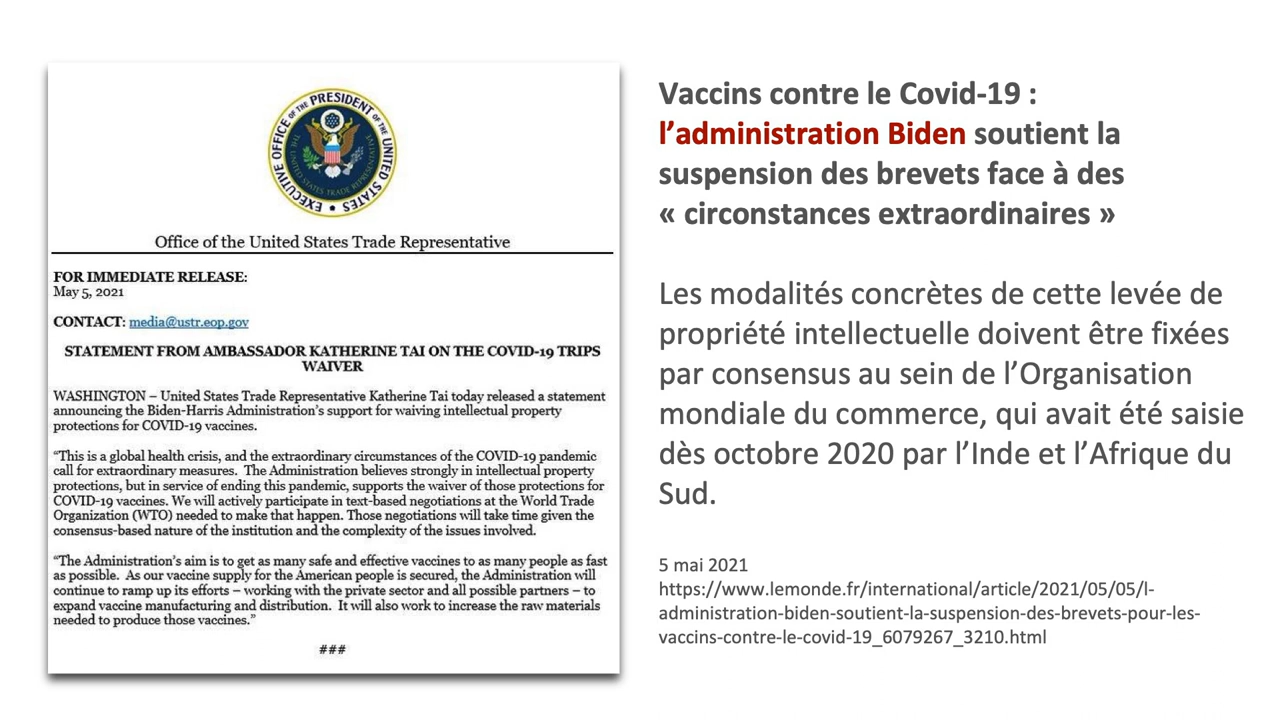 EXECUTIVE OFFICE OF THE PRESIDENT OF THE UNITED STATES
UNITED STATES TRADE REPRESENTATIVE
Office of the United States Trade Representative
FOR IMMEDIATE RELEASE:
May 5, 2021
CONTACT: media@ustr.eop.gov
STATEMENT FROM AMBASSADOR KATHERINE TAI ON THE COVID-19 TRIPS
WAIVER
WASHINGTON – United States Trade Representative Katherine Tai today released a statement
announcing the Biden-Harris Administration's support for waiving intellectual property
protections for COVID-19 vaccines.
“This is a global health crisis, and the extraordinary circumstances of the COVID-19 pandemic
call for extraordinary measures. The Administration believes strongly in intellectual property
protections, but in service of ending this pandemic, supports the waiver of those protections for
COVID-19 vaccines. We will actively participate in text-based negotiations at the World Trade
Organization (WTO) needed to make that happen. Those negotiations will take time given the
consensus-based nature of the institution and the complexity of the issues involved.
“The Administration's aim is to get as many safe and effective vaccines to as many people as fast
as possible. As our vaccine supply for the American people is secured, the Administration will
continue to ramp up its efforts – working with the private sector and all possible partners – to
expand vaccine manufacturing and distribution. It will also work to increase the raw materials
needed to produce those vaccines.”
###
Vaccins contre le Covid-19 :
l’administration Biden soutient la
suspension des brevets face à des
« circonstances extraordinaires »
Les modalités concrètes de cette levée de
propriété intellectuelle doivent être fixées
par consensus au sein de l’Organisation
mondiale du commerce, qui avait été saisie
dès octobre 2020 par l’Inde et l’Afrique du
Sud.
5 mai 2021
https://www.lemonde.fr/international/article/2021/05/05/l-
administration-biden-soutient-la-suspension-des-brevets-pour-les-
vaccins-contre-le-covid-19_6079267_3210.html